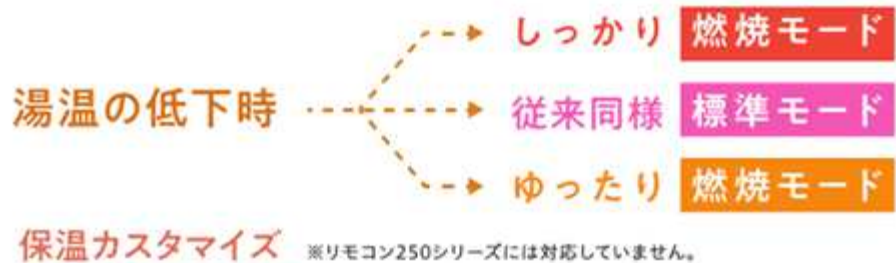 しっかり 燃焼モード
湯温の低下時 従来同様 標準モード
ゆったり 燃焼モード
保温カスタマイズ ※リモコン250シリーズには対応していません。